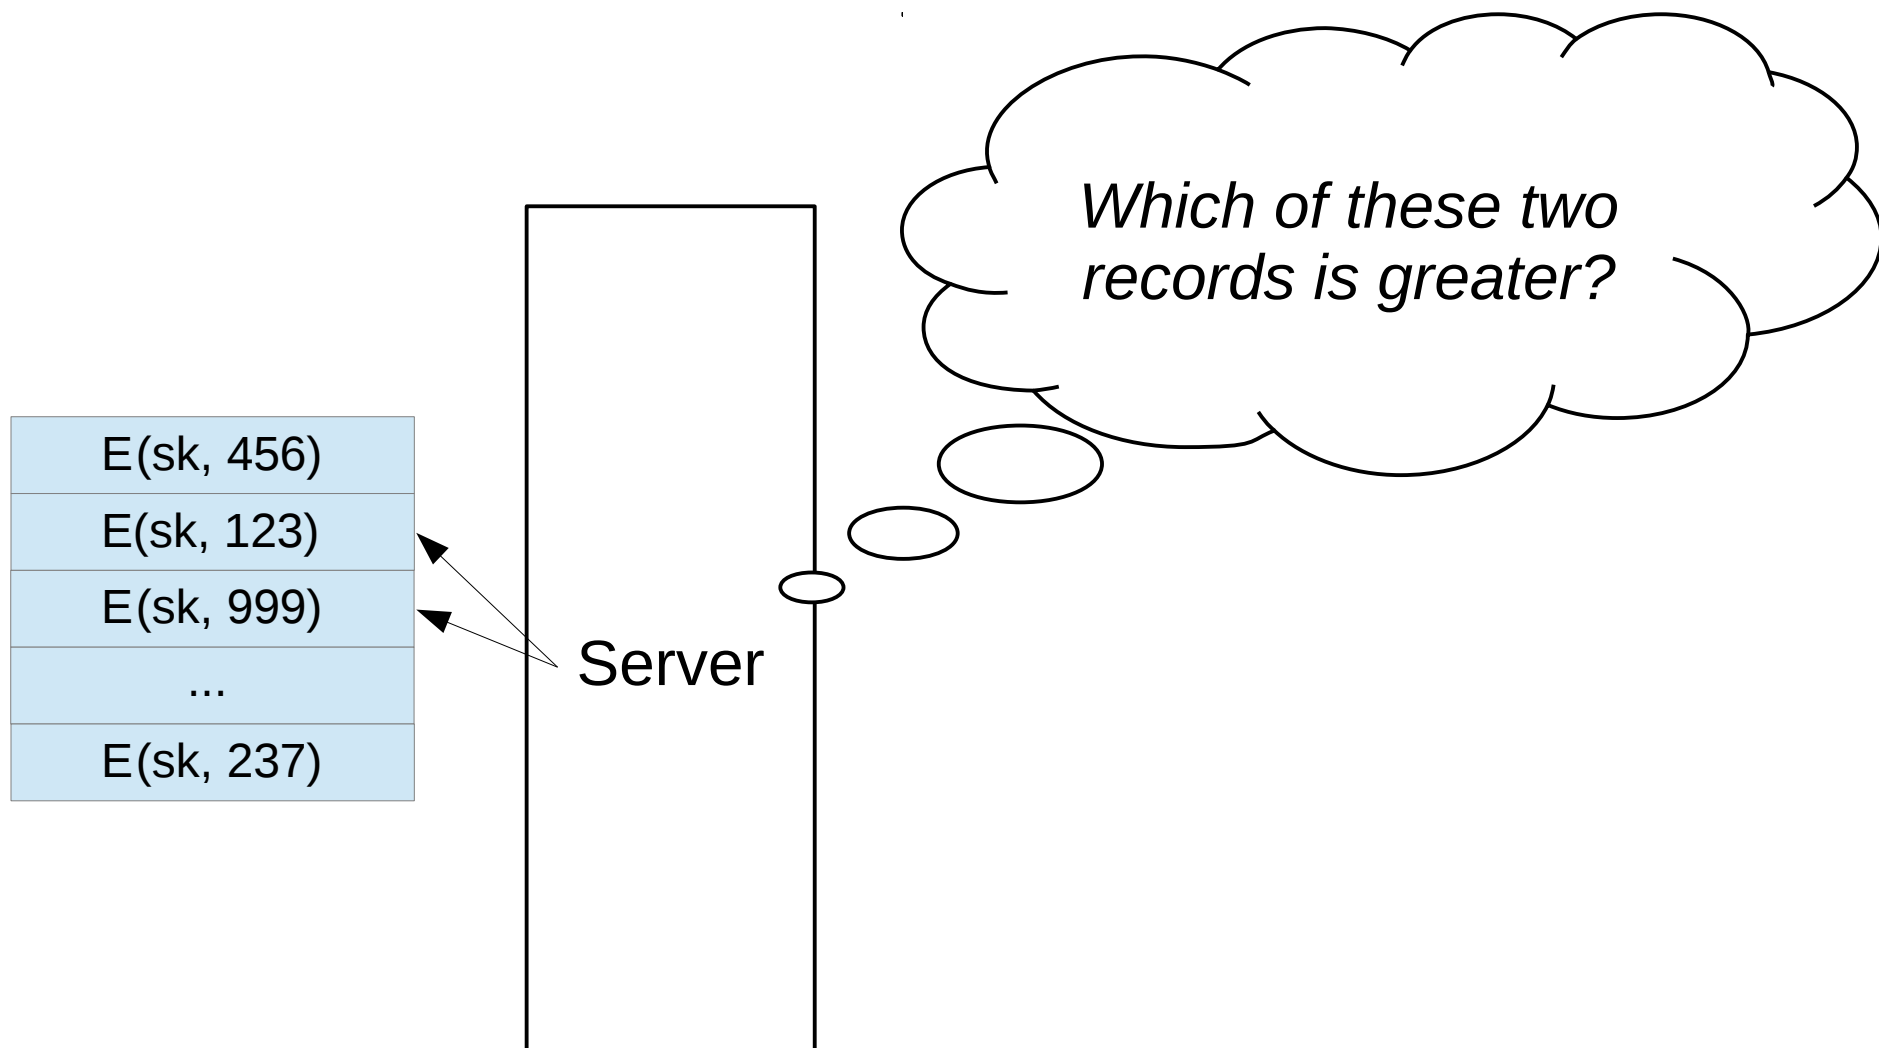 Which of these two
records is greater?
E(sk, 456)
E(sk, 123)
E(sk, 999)
...
E(sk, 237)
Server